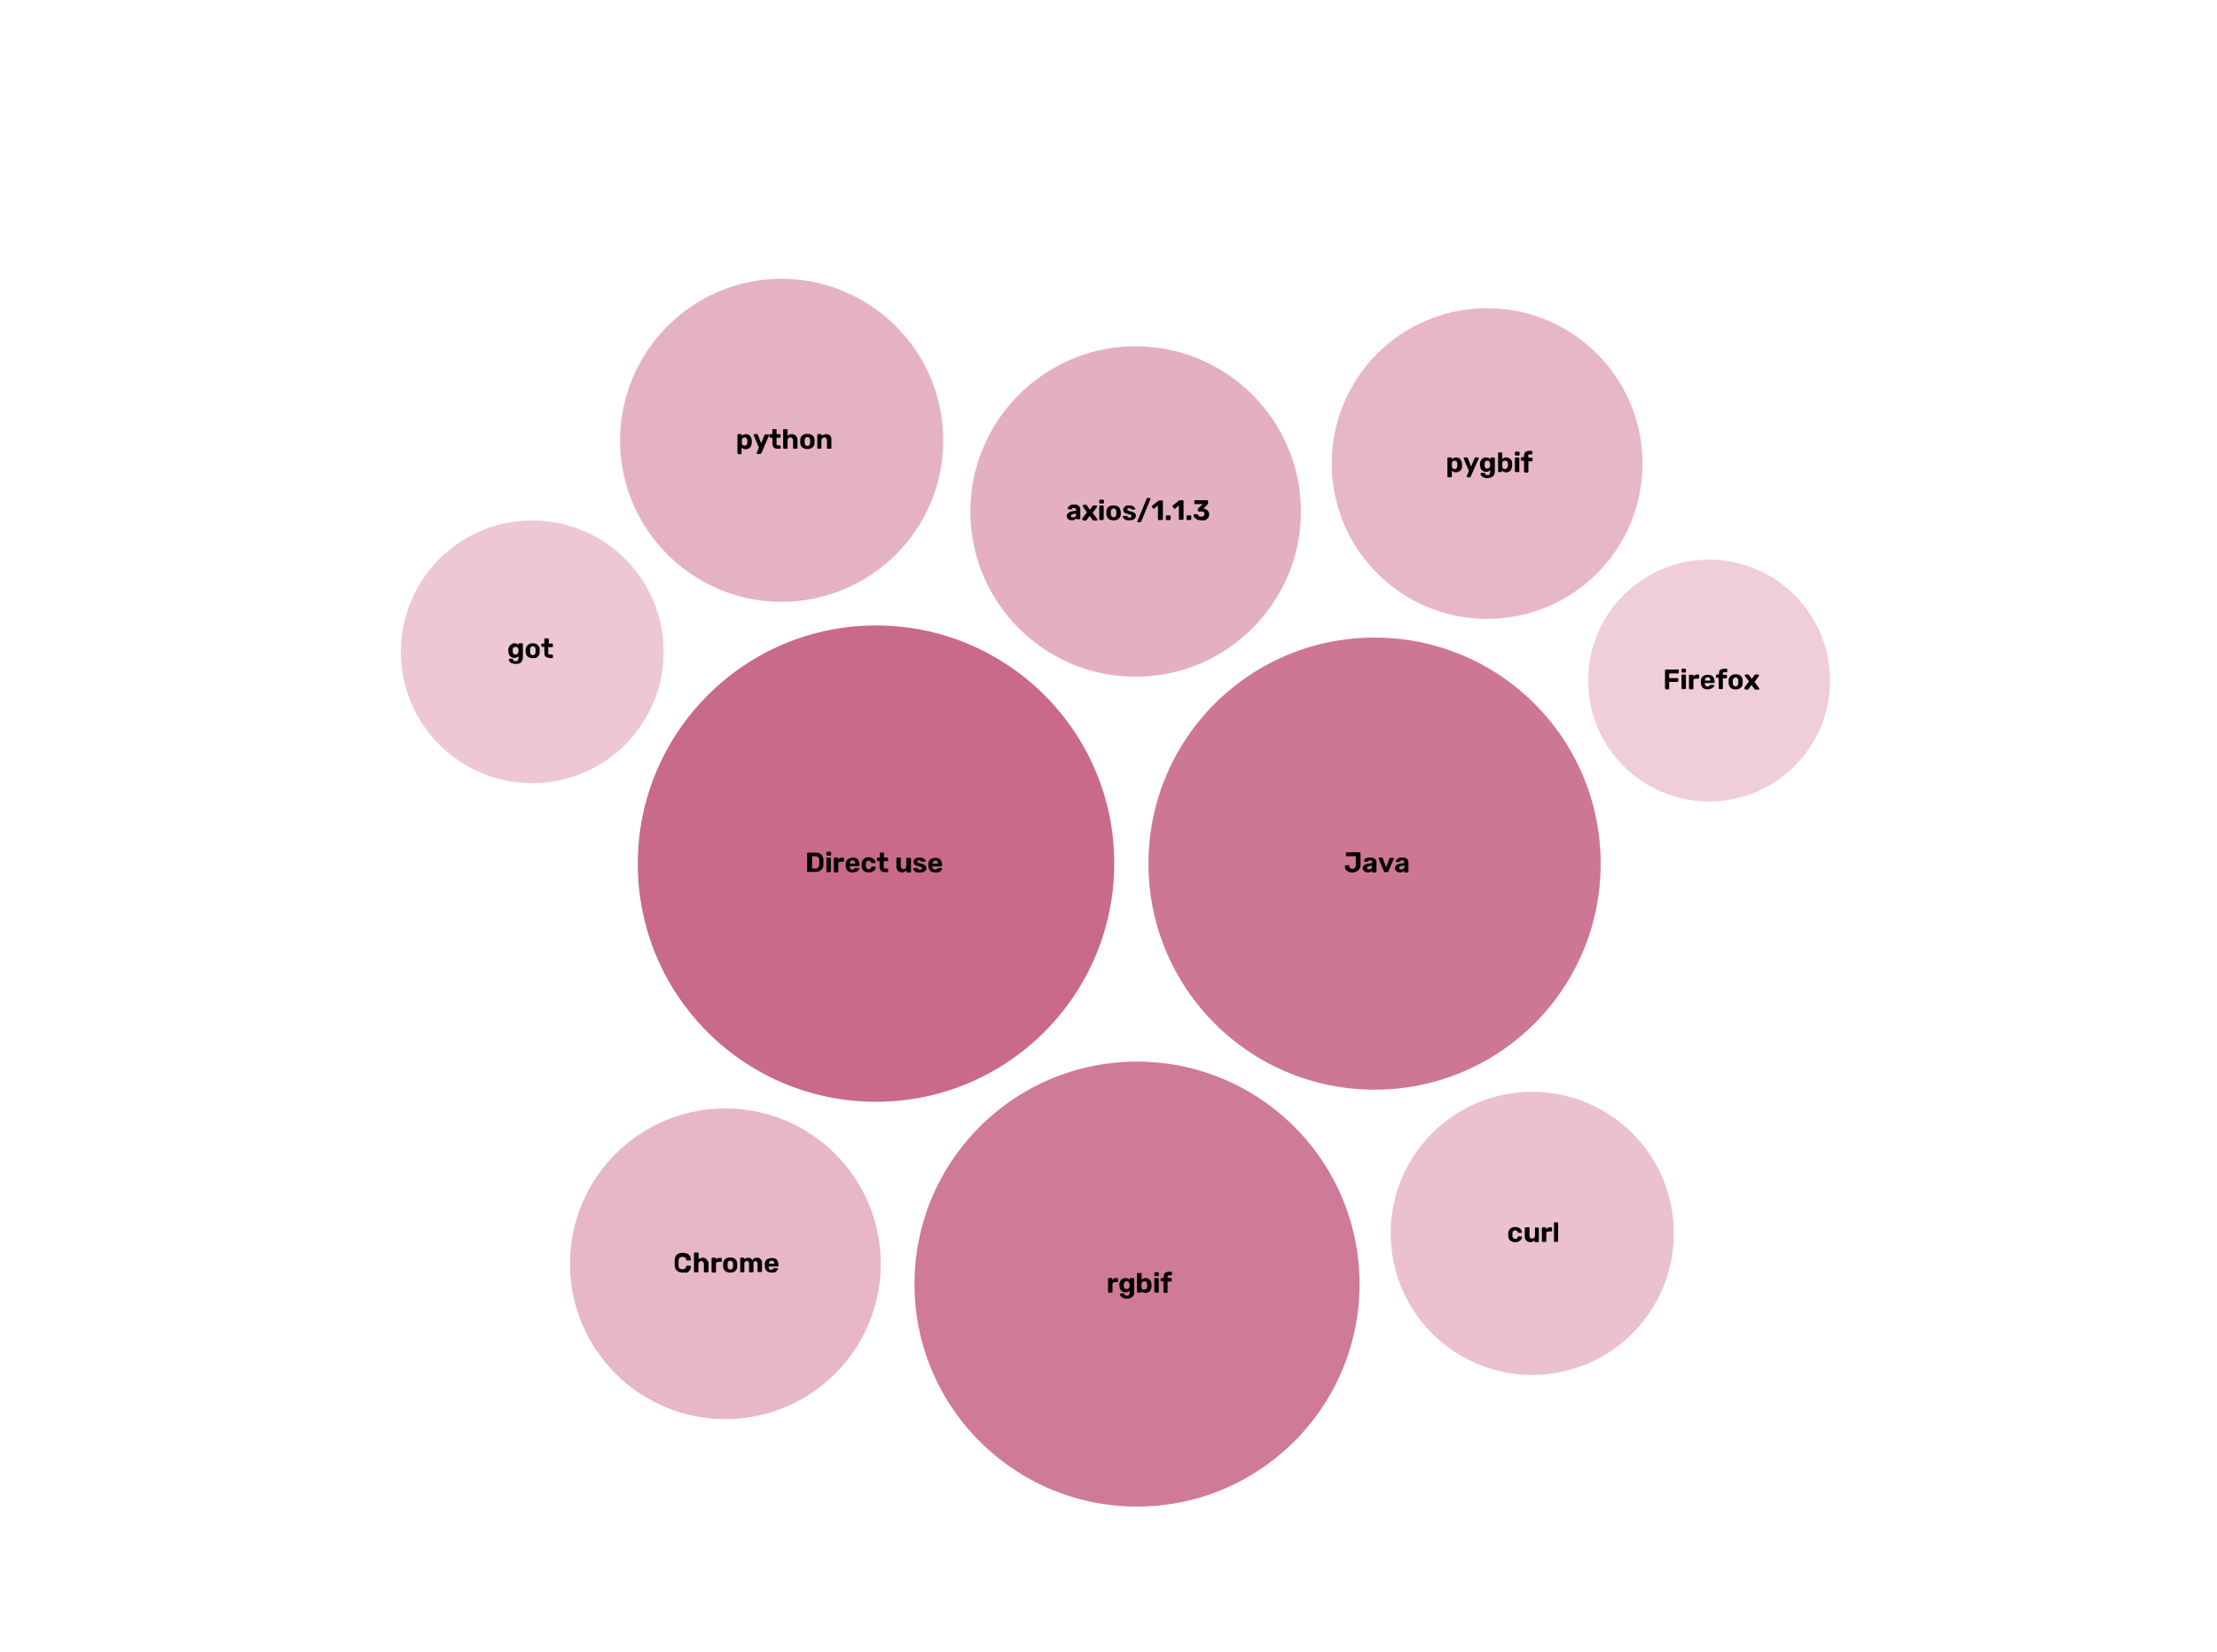 python
pygbif
axios/1.1.3
got
Firefox
Direct use
Java
curl
Chrome
rgbif